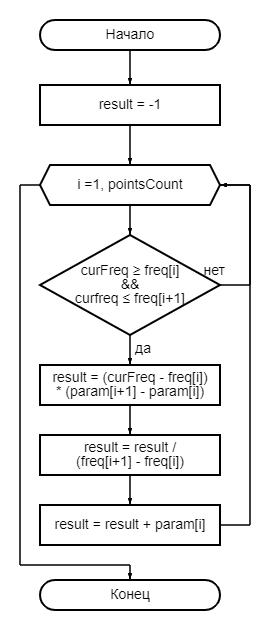 Начало
result = -1
i =1, pointsCount
curFreq ≥ freq[i]
&&
curfreq ≤ freq[i+1]
нет
да
result = (curFreq - freq[i])
* (param[i+1] - param[i])
result = result /
(freq[i+1] - freq[i])
result = result + param[i]
Конец